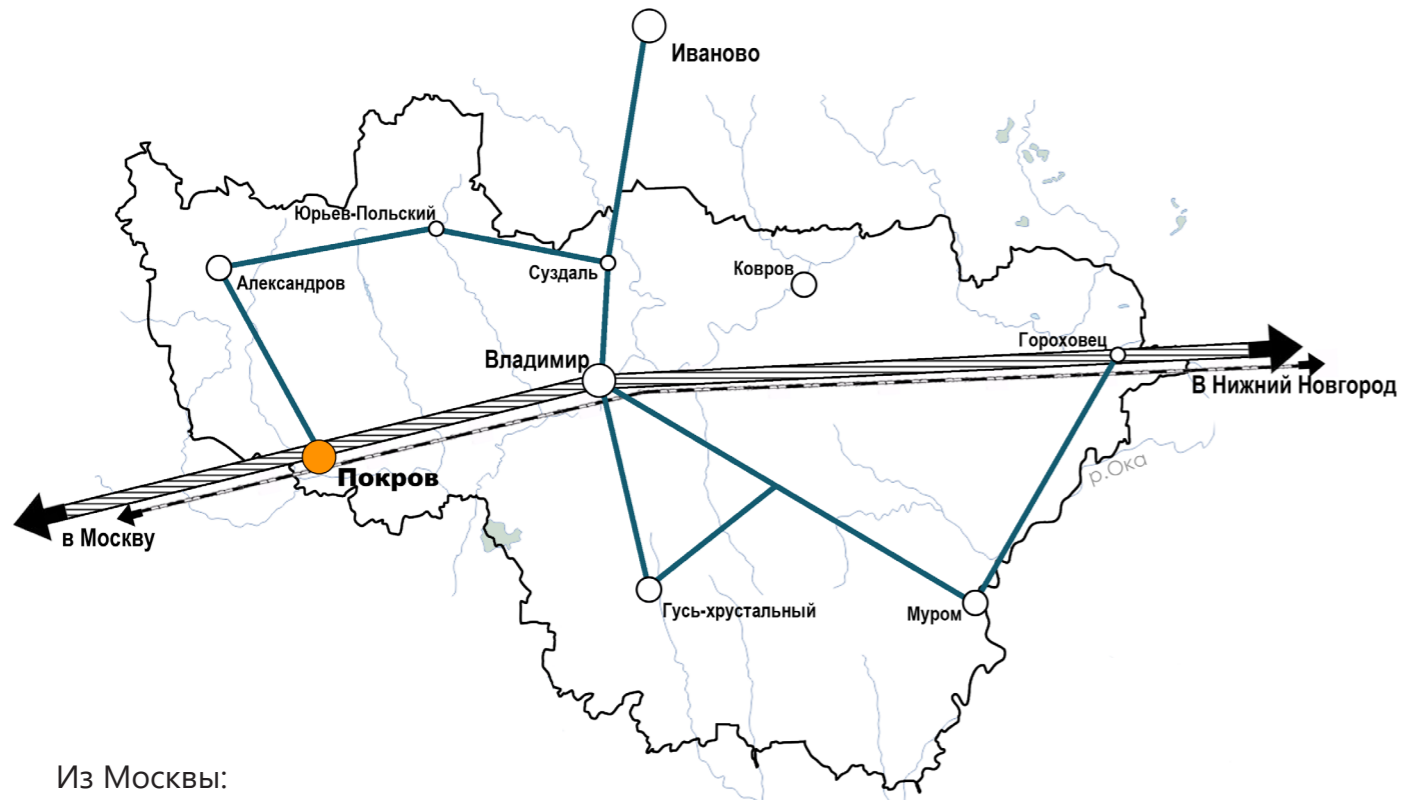 Иваново
Юрьев-Польский
Александров
Суздаль
Ковров
Владимир
Гороховец
В Нижний Новгород
Покров
в Москву
р.Ока
Гусь-хрустальный
Муром
Из Москвы: